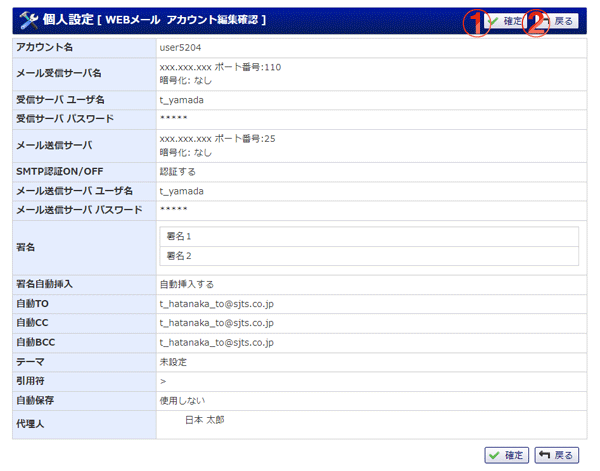 個人設定 [ WEBメール アカウント編集確認 ]
① 確定 ② 戻る
アカウント名 user5204
メール受信サーバ名 xxx.xxx.xxx ポート番号:110
暗号化: なし
受信サーバ ユーザ名 t_yamada
受信サーバ パスワード *****
メール送信サーバ xxx.xxx.xxx ポート番号:25
暗号化: なし
SMTP認証ON/OFF 認証する
メール送信サーバ ユーザ名 t_yamada
メール送信サーバ パスワード *****
署名
署名１
署名２
署名自動挿入 自動挿入する
自動TO t_hatanaka_to@sjts.co.jp
自動CC t_hatanaka_to@sjts.co.jp
自動BCC t_hatanaka_to@sjts.co.jp
テーマ 未設定
引用符 >
自動保存 使用しない
代理人 日本 太郎
確定 戻る